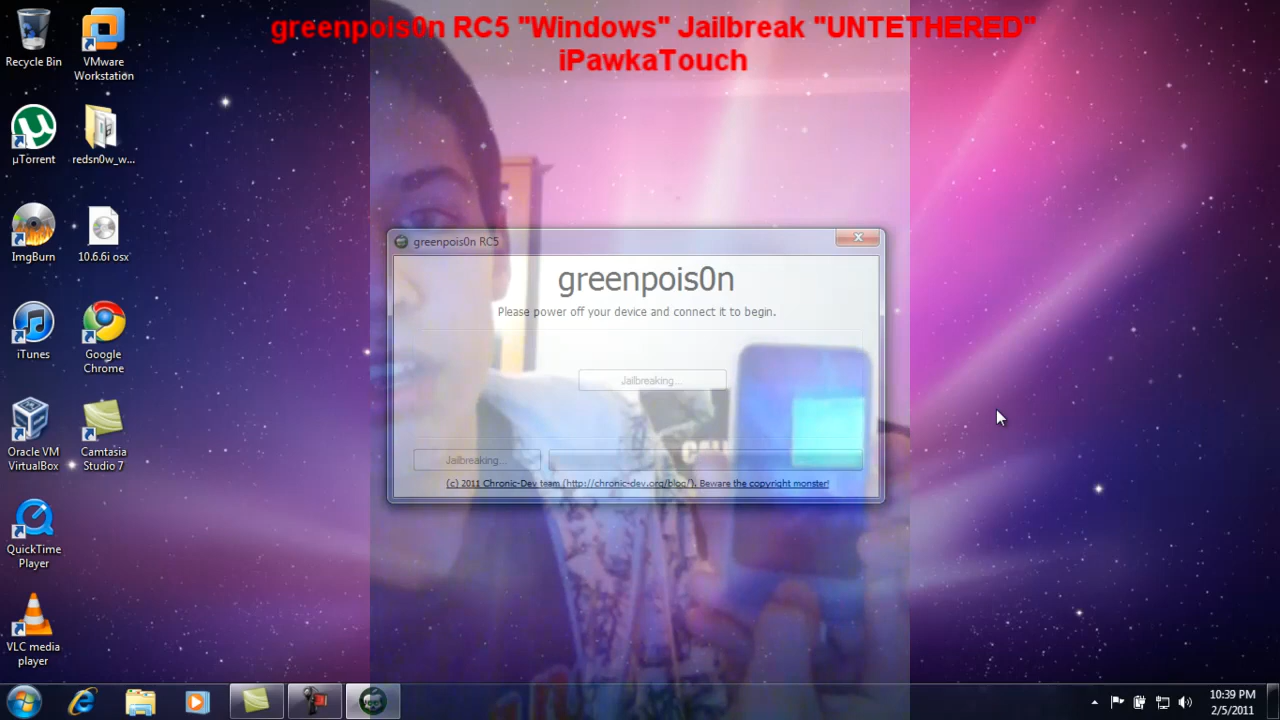 greenpois0n RC5 "Windows" Jailbreak "UNTETHERED"
iPawkaTouch
Recycle Bin
VMware
Workstation
µTorrent
redsn0w_w...
ImgBurn
10.6.6i osx
iTunes
Google
Chrome
Oracle VM
VirtualBox
Camtasia
Studio 7
QuickTime
Player
VLC media
player
greenpois0n RC5
greenpois0n
Please power off your device and connect it to begin.
Jailbreaking...
Jailbreaking...
(c) 2011 Chronic-Dev team (http://chronic-dev.org/blog/). Beware the copyright monster!
10:39 PM
2/5/2011